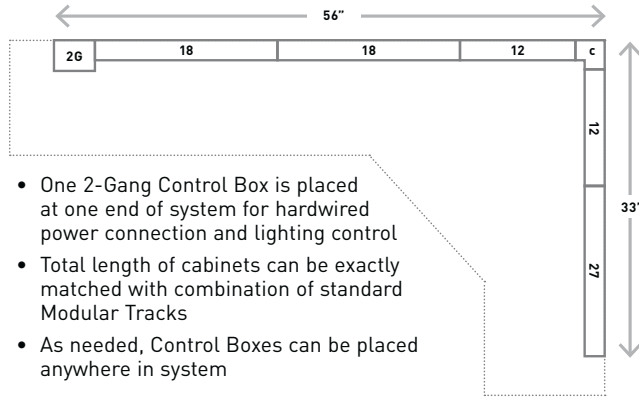 56”
2G 18 18 12 c
12
33”
27
• One 2-Gang Control Box is placed
at one end of system for hardwired
power connection and lighting control
• Total length of cabinets can be exactly
matched with combination of standard
Modular Tracks
• As needed, Control Boxes can be placed
anywhere in system